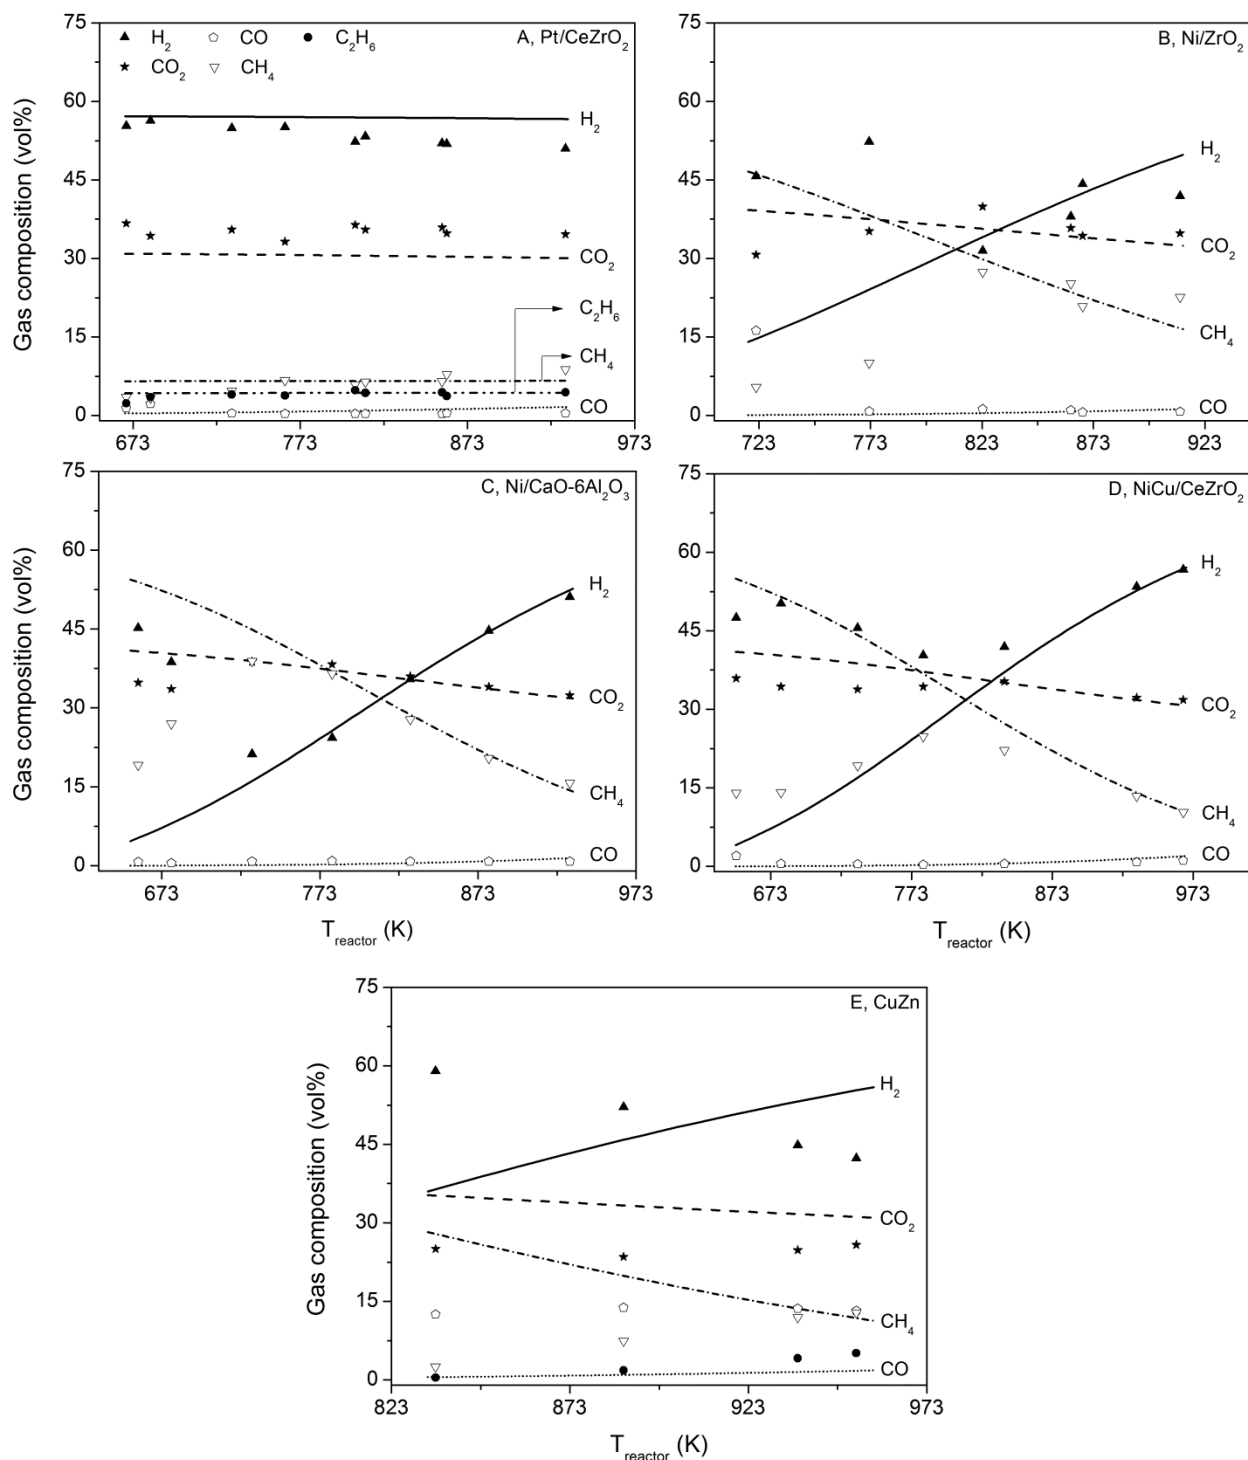 Gas composition (vol%)
75
60
45
30
15
0
H₂ CO C₂H₆
CO₂ CH₄
A, Pt/CeZrO₂
H₂
CO₂
C₂H₆
CH₄
CO
673 773 873 973
75
60
45
30
15
0
B, Ni/ZrO₂
H₂
CO₂
CH₄
CO
723 773 823 873 923
Gas composition (vol%)
75
60
45
30
15
0
C, Ni/CaO-6Al₂O₃
H₂
CO₂
CH₄
CO
673 773 873 973
T_reactor (K)
75
60
45
30
15
0
D, NiCu/CeZrO₂
H₂
CO₂
CH₄
CO
673 773 873 973
T_reactor (K)
Gas composition (vol%)
75
60
45
30
15
0
E, CuZn
H₂
CO₂
CH₄
CO
823 873 923 973
T_reactor (K)